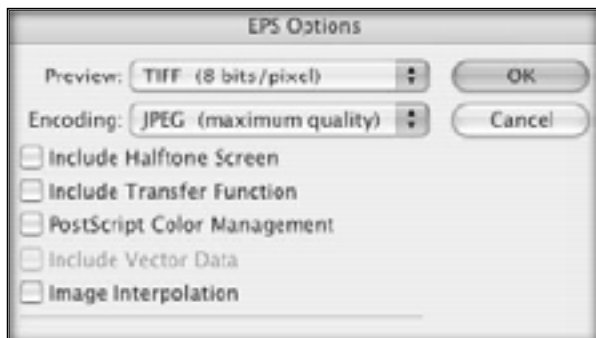 EPS Options
Preview: TIFF (8 bits/pixel) OK
Encoding: JPEG (maximum quality) Cancel
Include Halftone Screen
Include Transfer Function
PostScript Color Management
Include Vector Data
Image Interpolation